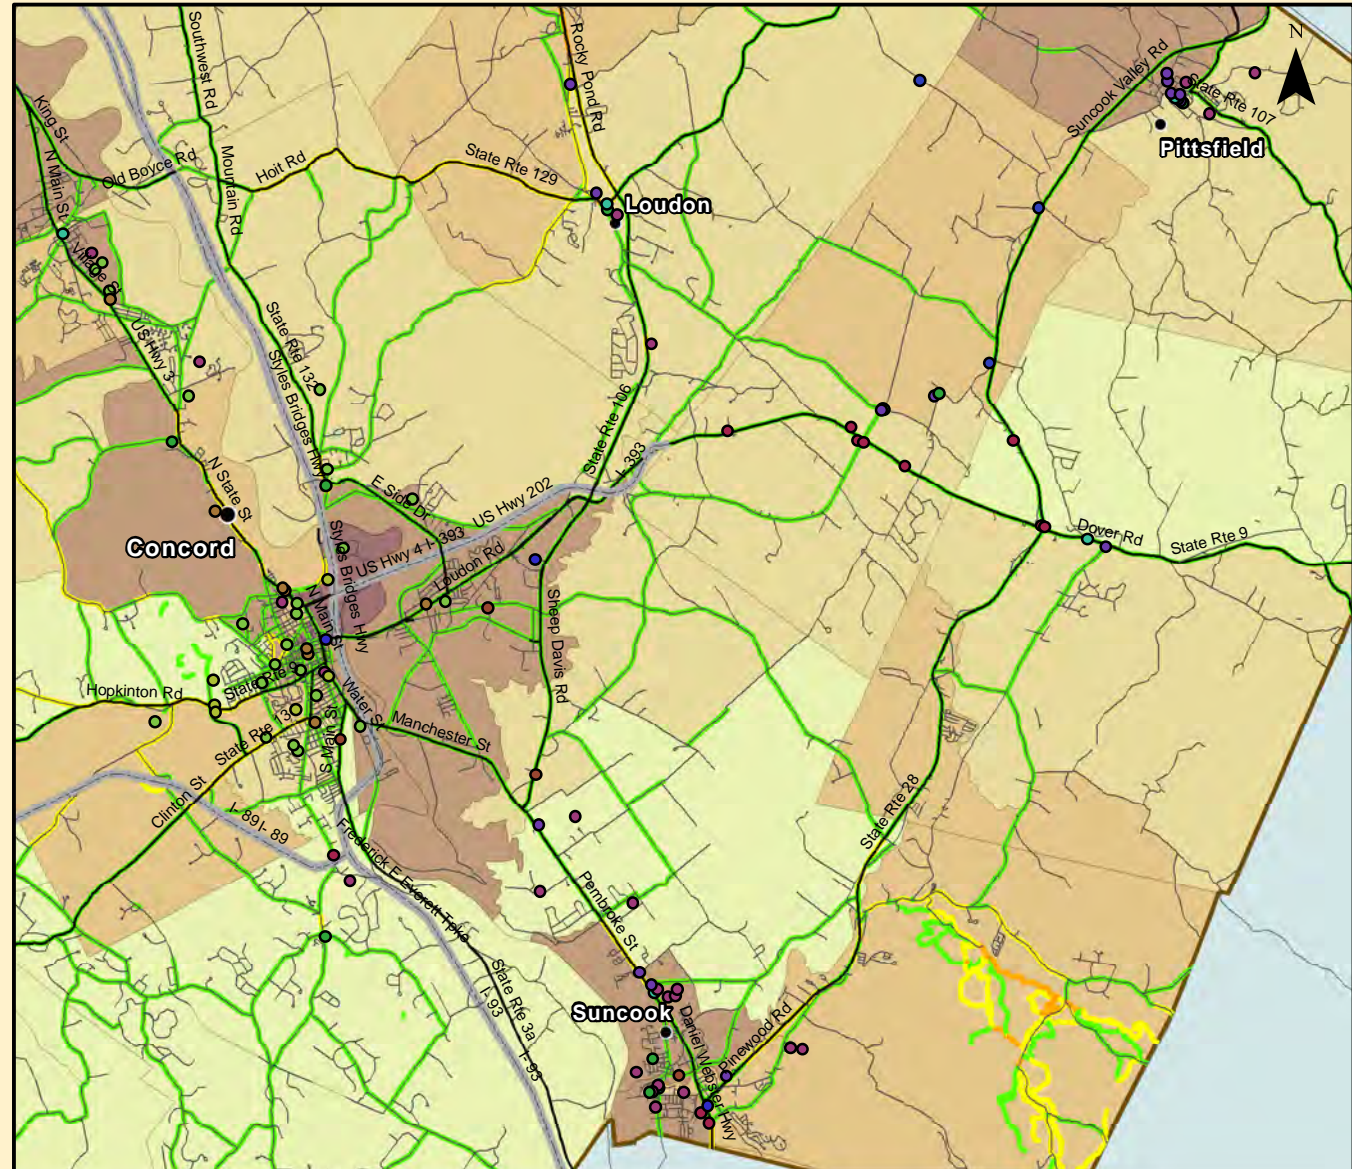 N
Southwest Rd
Rocky Pond Rd
Suncook Valley Rd
State Rte 107
Pittsfield
King St
N Main St
Old Boyce Rd
Mountain Rd
Hoit Rd
State Rte 129
Loudon
Village St
US Hwy 3
State Rte 132
Styles Bridges Hwy
State Rte 106
I-393
N State St
E Side Dr
US Hwy 202
Concord
US Hwy 4 I-393
Loudon Rd
Styles Bridges Hwy
Dover Rd
State Rte 9
N Main St
Sheep Davis Rd
Hopkinton Rd
State Rte 9
Water St
State Rte 13
S Main St
Manchester St
Clinton St
I- 89 I- 89
State Rte 28
Frederick E Everett Tpke
Pembroke St
State Rte 3a
I-93
I-93
Suncook
Daniel Webster Hwy
Pinewood Rd